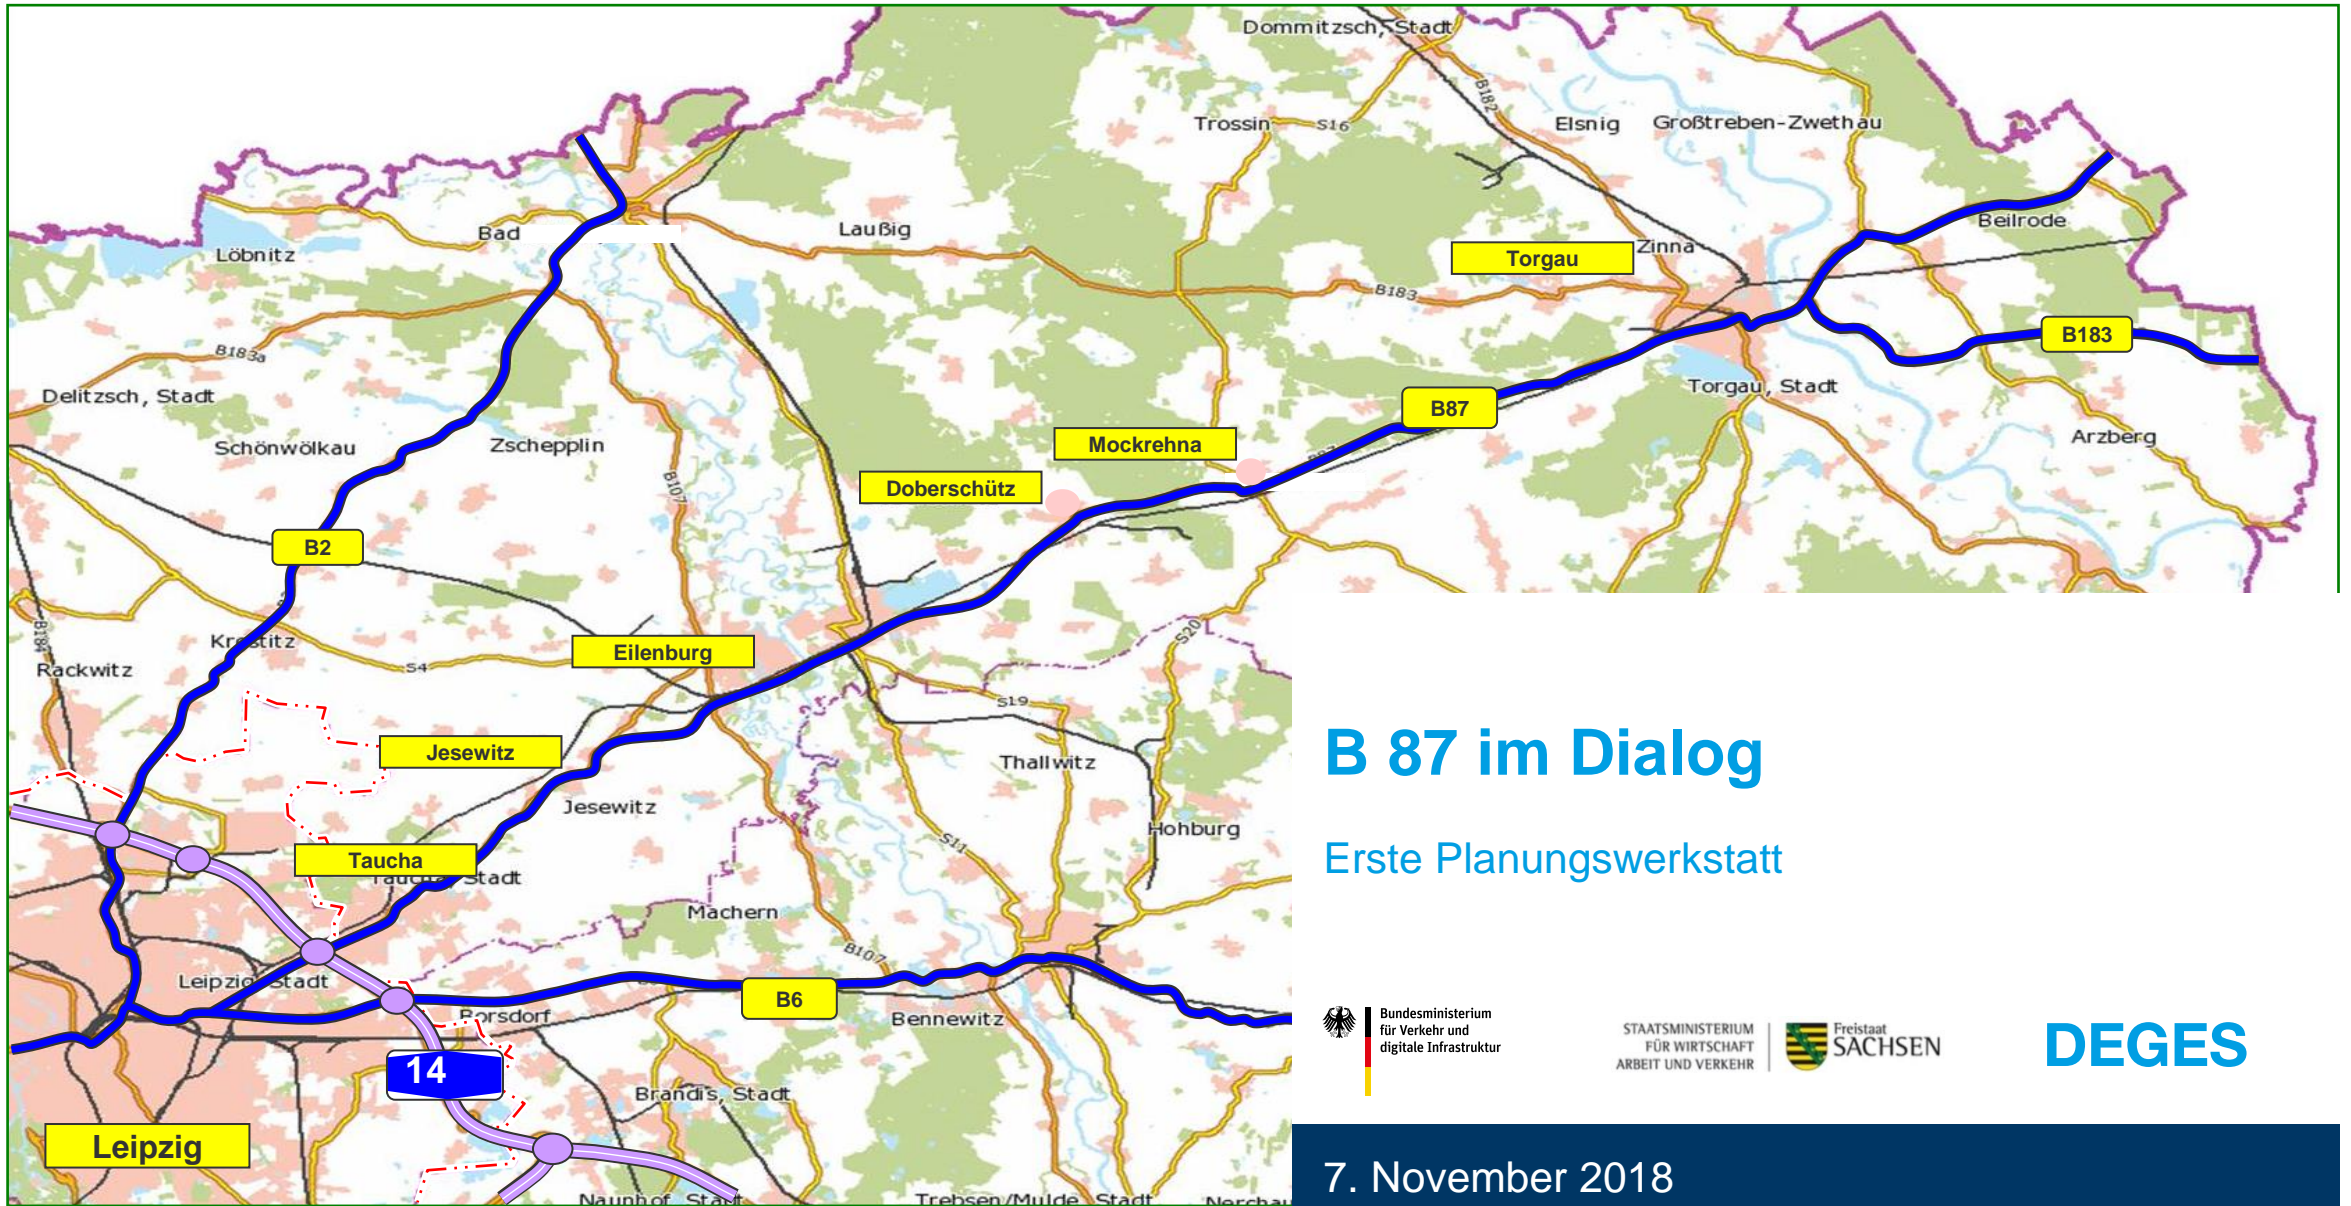 Dommitzsch, Stadt
B182
Trossin
S16
Elsnig
Großtreben-Zwethau
Bad
Laußig
Löbnitz
Beilrode
Zinna
Torgau
B183
B183
B183a
Delitzsch, Stadt
Torgau, Stadt
B87
Schönwölkau
Zschepplin
Mockrehna
Arzberg
Doberschütz
B107
B2
B184
Krostitz
Rackwitz
S4
Eilenburg
S20
S19
Jesewitz
Thallwitz
Jesewitz
Hohburg
S11
Taucha
Taucha, Stadt
Machern
B107
Leipzig Stadt
B6
Borsdorf
Bennewitz
14
Brandis, Stadt
Leipzig
Naunhof, Stadt
Trebsen/Mulde, Stadt
Nerchau
B 87 im Dialog
Erste Planungswerkstatt
Bundesministerium
für Verkehr und
digitale Infrastruktur
STAATSMINISTERIUM
FÜR WIRTSCHAFT
ARBEIT UND VERKEHR
Freistaat
SACHSEN
DEGES
7. November 2018